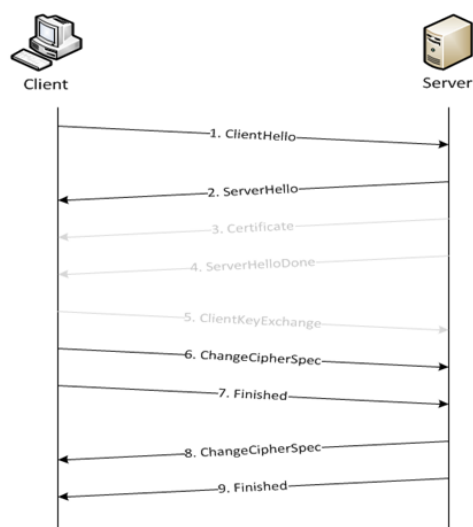 Client
Server
1. ClientHello
2. ServerHello
3. Certificate
4. ServerHelloDone
5. ClientKeyExchange
6. ChangeCipherSpec
7. Finished
8. ChangeCipherSpec
9. Finished